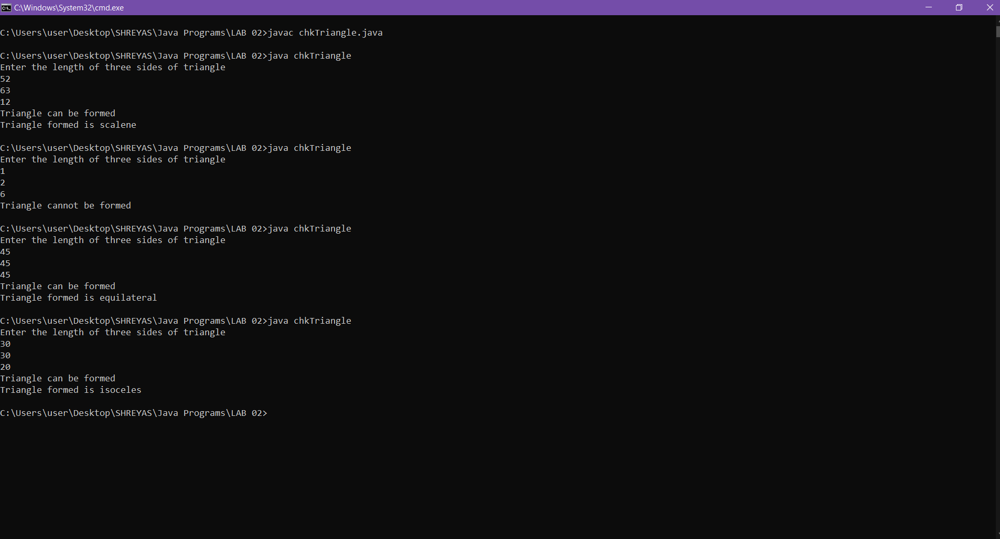 C:\Windows\System32\cmd.exe
C:\Users\user\Desktop\SHREYAS\Java Programs\LAB 02>javac chkTriangle.java
C:\Users\user\Desktop\SHREYAS\Java Programs\LAB 02>java chkTriangle
Enter the length of three sides of triangle
52
63
12
Triangle can be formed
Triangle formed is scalene
C:\Users\user\Desktop\SHREYAS\Java Programs\LAB 02>java chkTriangle
Enter the length of three sides of triangle
1
2
6
Triangle cannot be formed
C:\Users\user\Desktop\SHREYAS\Java Programs\LAB 02>java chkTriangle
Enter the length of three sides of triangle
45
45
45
Triangle can be formed
Triangle formed is equilateral
C:\Users\user\Desktop\SHREYAS\Java Programs\LAB 02>java chkTriangle
Enter the length of three sides of triangle
30
30
20
Triangle can be formed
Triangle formed is isoceles
C:\Users\user\Desktop\SHREYAS\Java Programs\LAB 02>